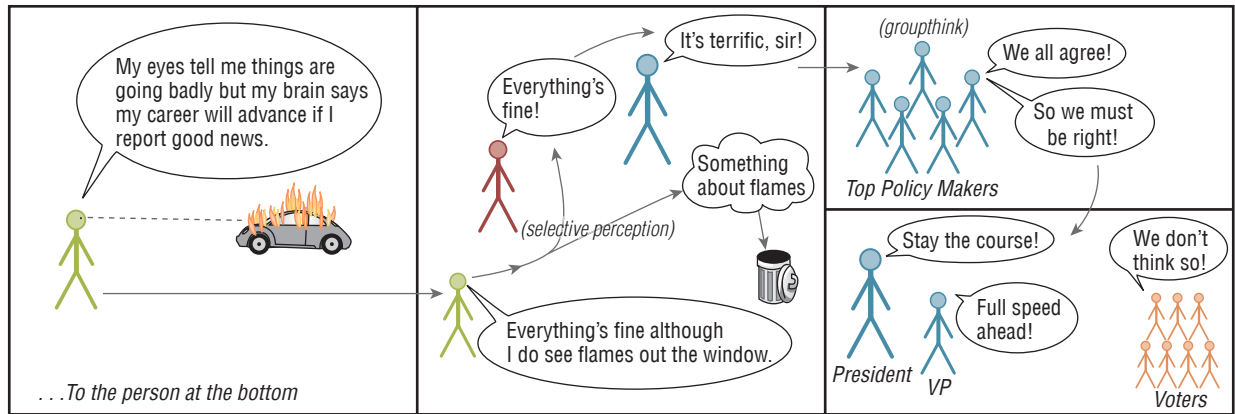 My eyes tell me things are
going badly but my brain says
my career will advance if I
report good news.
. . .To the person at the bottom
It's terrific, sir!
Everything's
fine!
Something
about flames
(selective perception)
Everything's fine although
I do see flames out the window.
(groupthink)
We all agree!
So we must
be right!
Top Policy Makers
Stay the course!
Full speed
ahead!
President
VP
We don't
think so!
Voters